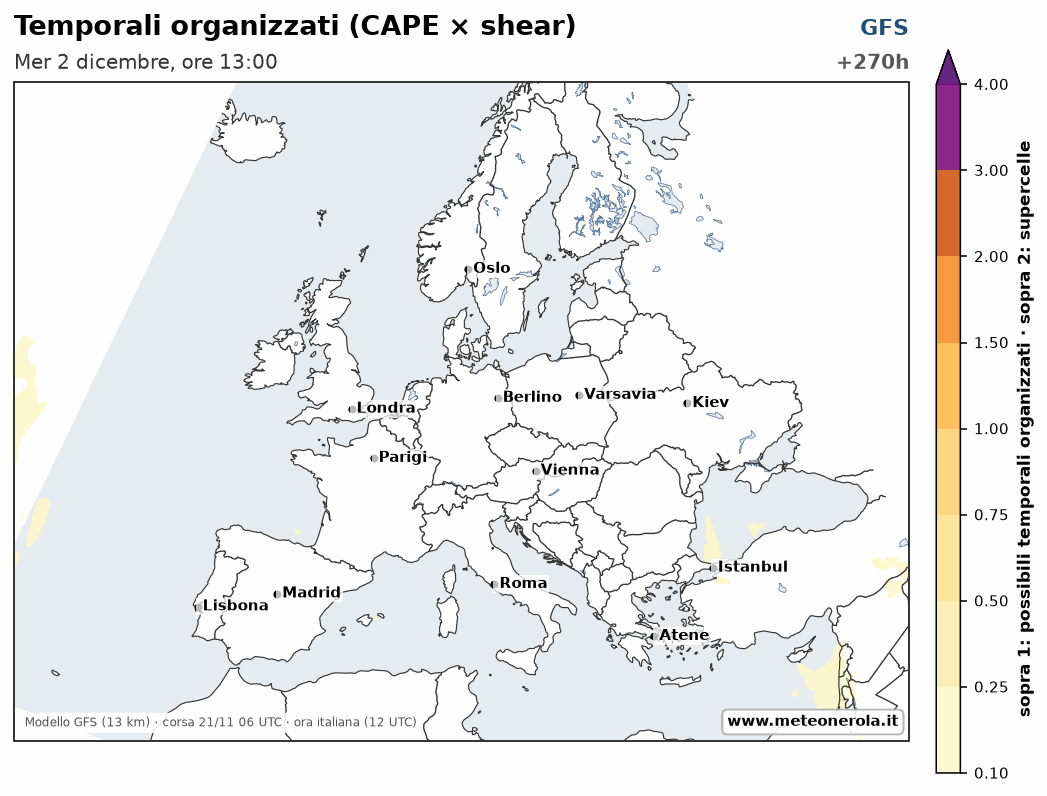 Temporali organizzati (CAPE × shear)
GFS
Mer 2 dicembre, ore 13:00
+270h
4.00
3.00
2.00
1.50
1.00
0.75
0.50
0.25
0.10
sopra 1: possibili temporali organizzati · sopra 2: supercelle
Oslo
Berlino
Varsavia
Kiev
Londra
Parigi
Vienna
Istanbul
Roma
Madrid
Lisbona
Atene
Modello GFS (13 km) · corsa 21/11 06 UTC · ora italiana (12 UTC)
www.meteonerola.it